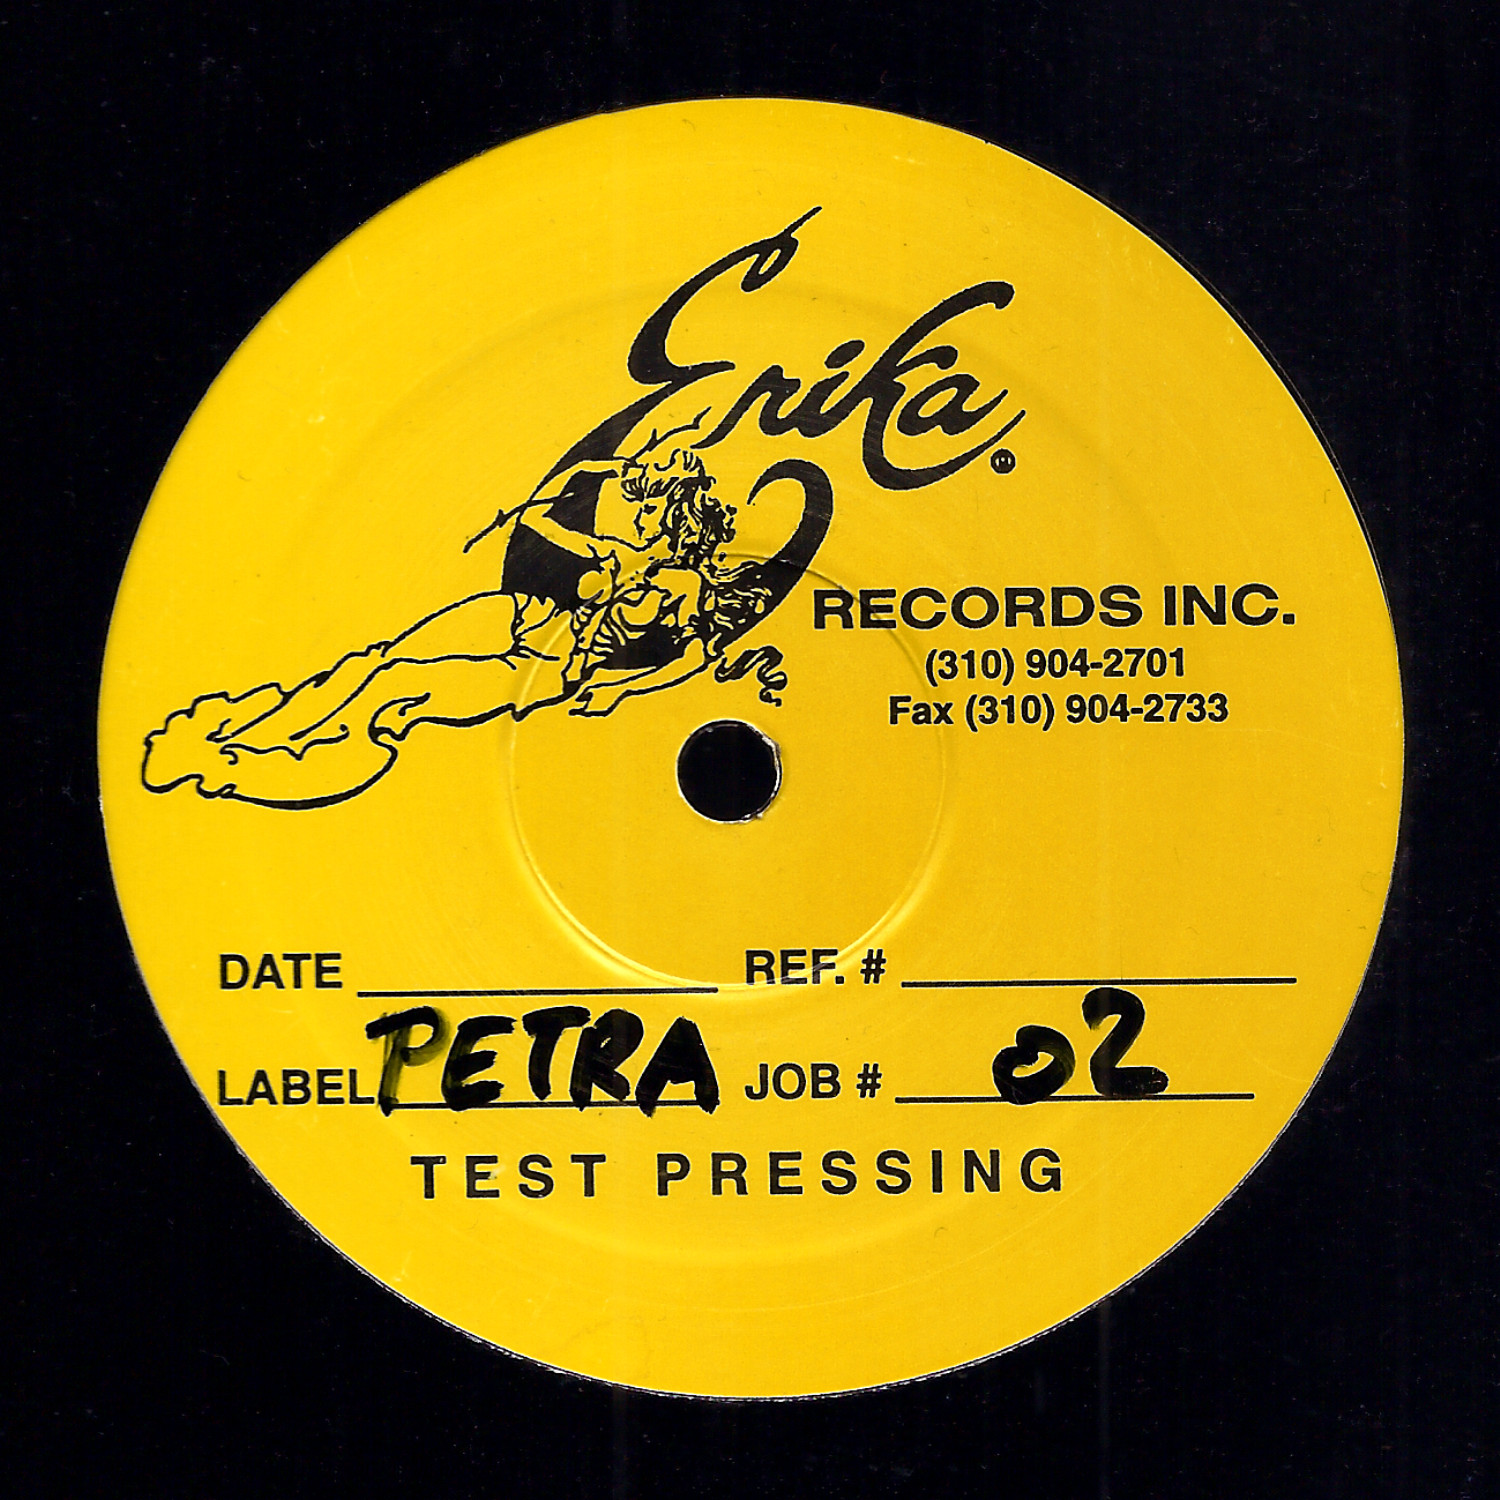 Erika
RECORDS INC.
(310) 904-2701
Fax (310) 904-2733
DATE REF. #
LABEL PETRA JOB # 02
TEST PRESSING